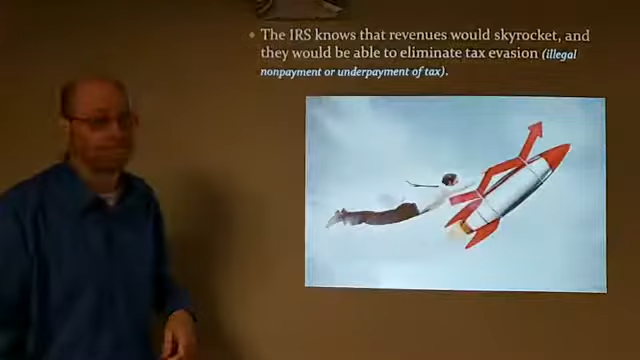 The IRS knows that revenues would skyrocket, and
they would be able to eliminate tax evasion (illegal
nonpayment or underpayment of tax).